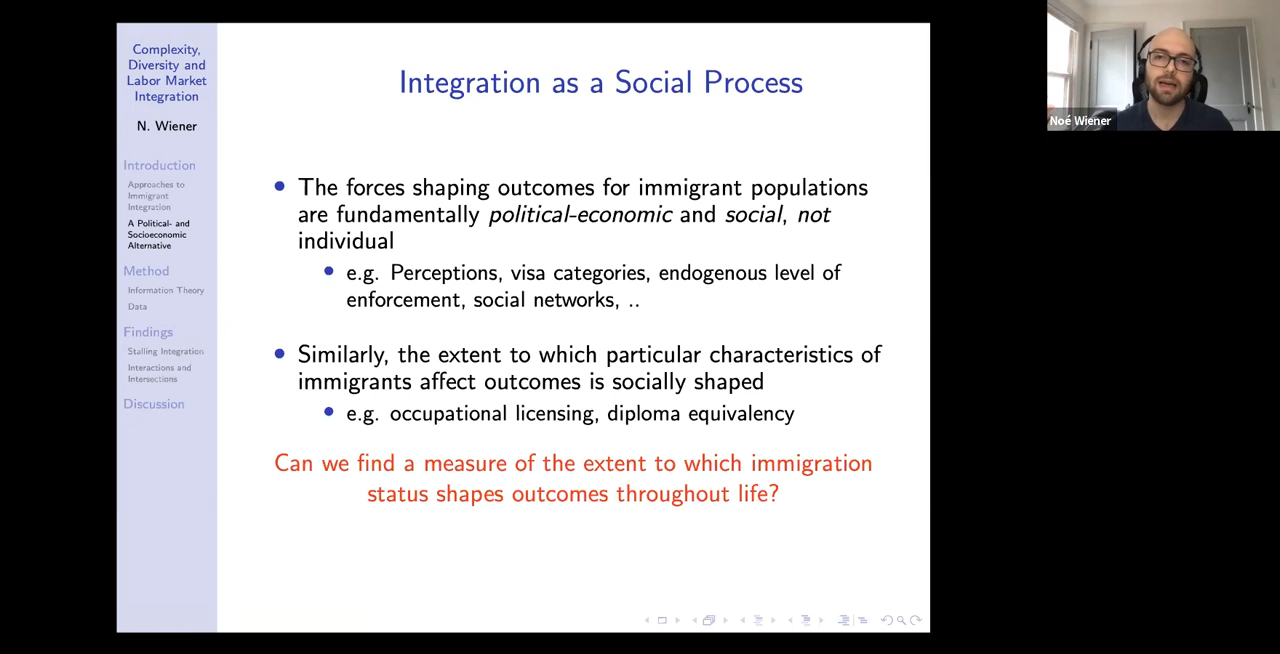 Complexity,
Diversity and
Labor Market
Integration
N. Wiener
Introduction
Approaches to
Immigrant
Integration
A Political- and
Socioeconomic
Alternative
Method
Information Theory
Data
Findings
Stalling Integration
Interactions and
Intersections
Discussion
Integration as a Social Process
• The forces shaping outcomes for immigrant populations
are fundamentally political-economic and social, not
individual
• e.g. Perceptions, visa categories, endogenous level of
enforcement, social networks, ..
• Similarly, the extent to which particular characteristics of
immigrants affect outcomes is socially shaped
• e.g. occupational licensing, diploma equivalency
Can we find a measure of the extent to which immigration
status shapes outcomes throughout life?
Noé Wiener